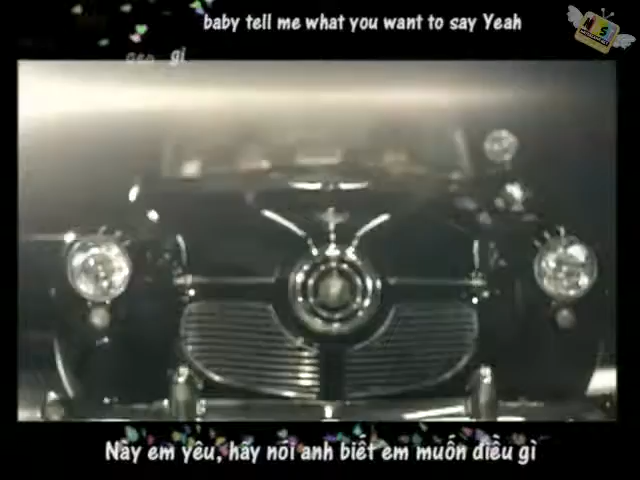 baby tell me what you want to say Yeah
gì
Này em yêu, hãy nói anh biết em muốn điều gì